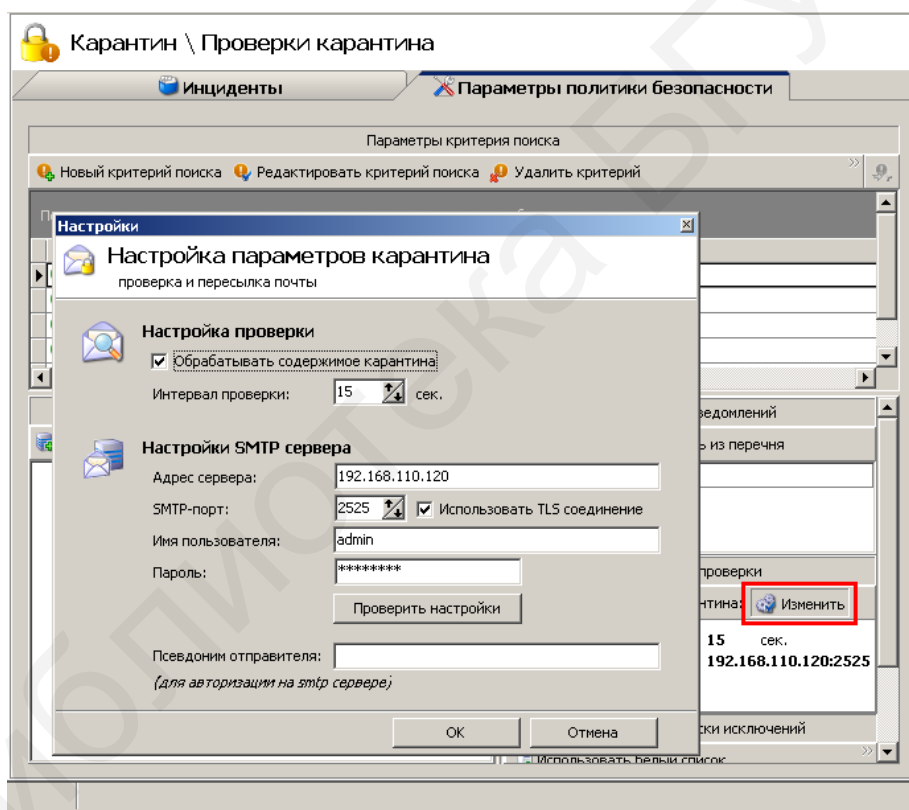 Карантин \ Проверки карантина
Инциденты
Параметры политики безопасности
Параметры критерия поиска
Новый критерий поиска Редактировать критерий поиска Удалить критерий
Настройки
Настройка параметров карантина
проверка и пересылка почты
Настройка проверки
Обрабатывать содержимое карантина
Интервал проверки: 15 сек.
Настройки SMTP сервера
Адрес сервера: 192.168.110.120
SMTP-порт: 2525 Использовать TLS соединение
Имя пользователя: admin
Пароль: ********
Проверить настройки
Псевдоним отправителя:
(для авторизации на smtp сервере)
OK Отмена
ведомлений
ь из перечня
проверки
нтина: Изменить
15 сек.
192.168.110.120:2525
ски исключений
Использовать белый список
иблиотека БГУ